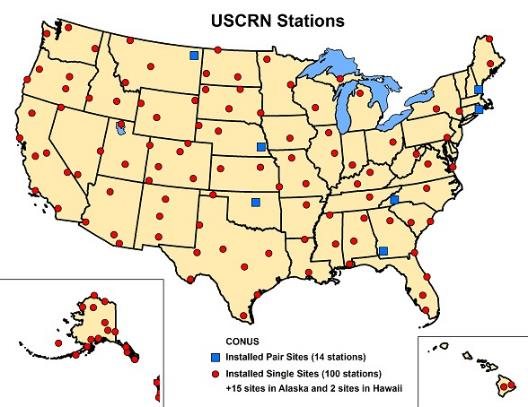 USCRN Stations
CONUS
Installed Pair Sites (14 stations)
Installed Single Sites (100 stations)
+15 sites in Alaska and 2 sites in Hawaii